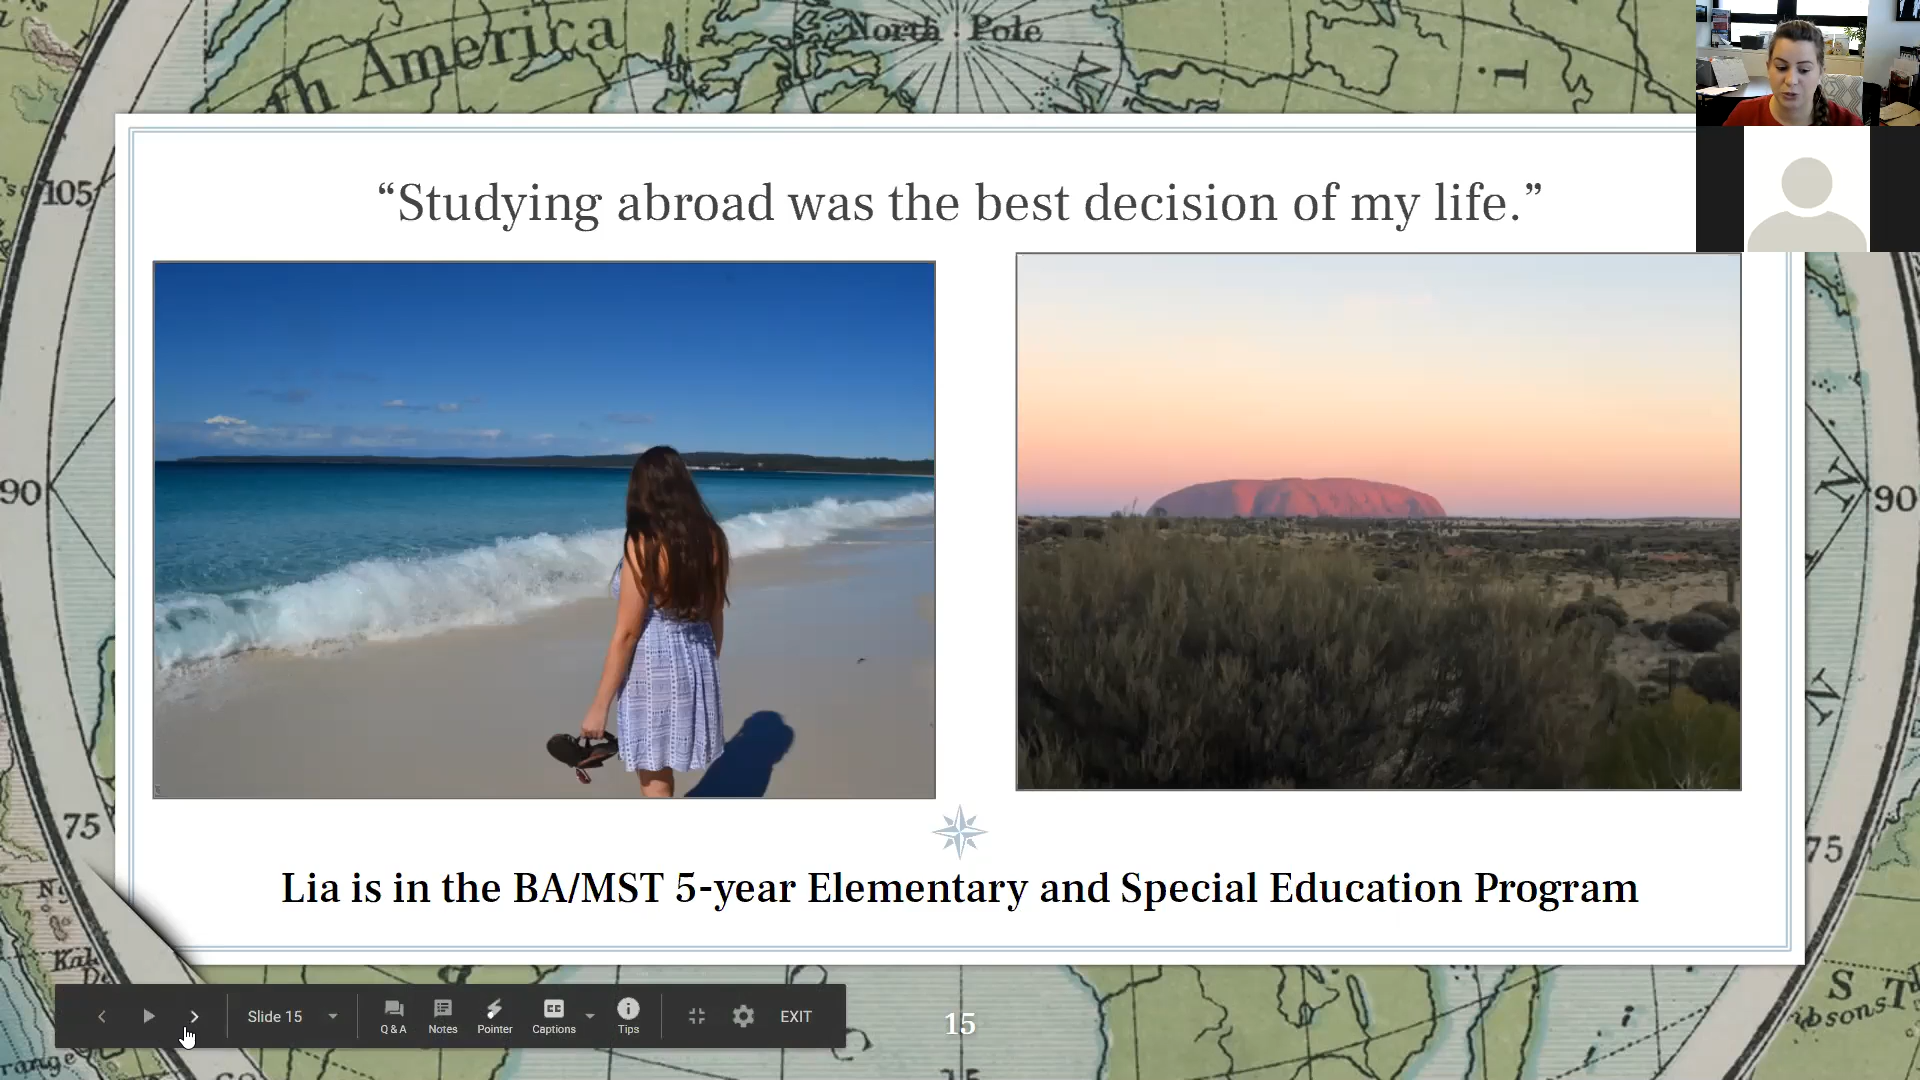 th America
North Pole
105
“Studying abroad was the best decision of my life.”
90
N
90
N
75
75
Lia is in the BA/MST 5-year Elementary and Special Education Program
Slide 15
Q & A
Notes
Pointer
Captions
Tips
EXIT
15